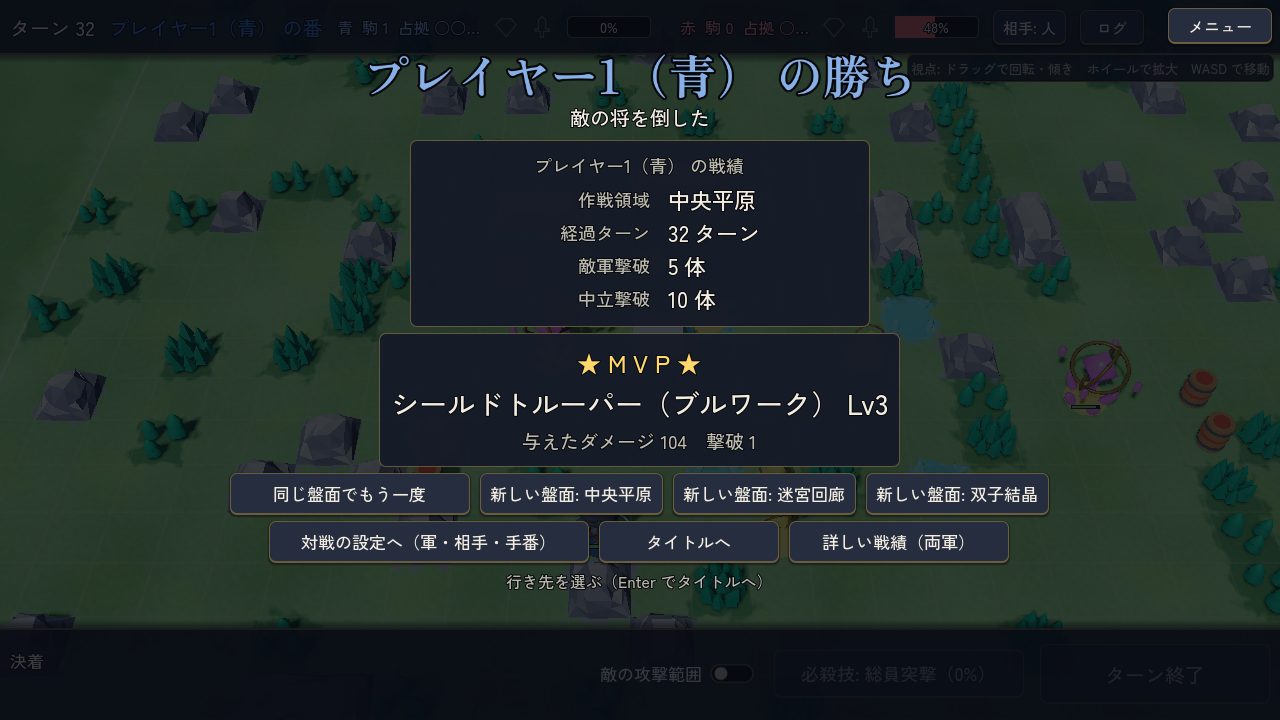 ターン 32 プレイヤー1（青） の番 青 駒 1 占拠 〇〇... 0% 赤 駒 0 占拠 〇... 48% 相手: 人 ログ メニュー
視点: ドラッグで回転・傾き ホイールで拡大 WASD で移動
プレイヤー1（青） の勝ち
敵の将を倒した
プレイヤー1（青） の戦績
作戦領域 中央平原
経過ターン 32 ターン
敵軍撃破 5 体
中立撃破 10 体
★ M V P ★
シールドトルーパー（ブルワーク） Lv3
与えたダメージ 104 撃破 1
同じ盤面でもう一度 新しい盤面: 中央平原 新しい盤面: 迷宮回廊 新しい盤面: 双子結晶
対戦の設定へ（軍・相手・手番） タイトルへ 詳しい戦績（両軍）
行き先を選ぶ（Enter でタイトルへ）
決着
敵の攻撃範囲 必殺技: 総員突撃（0%） ターン終了